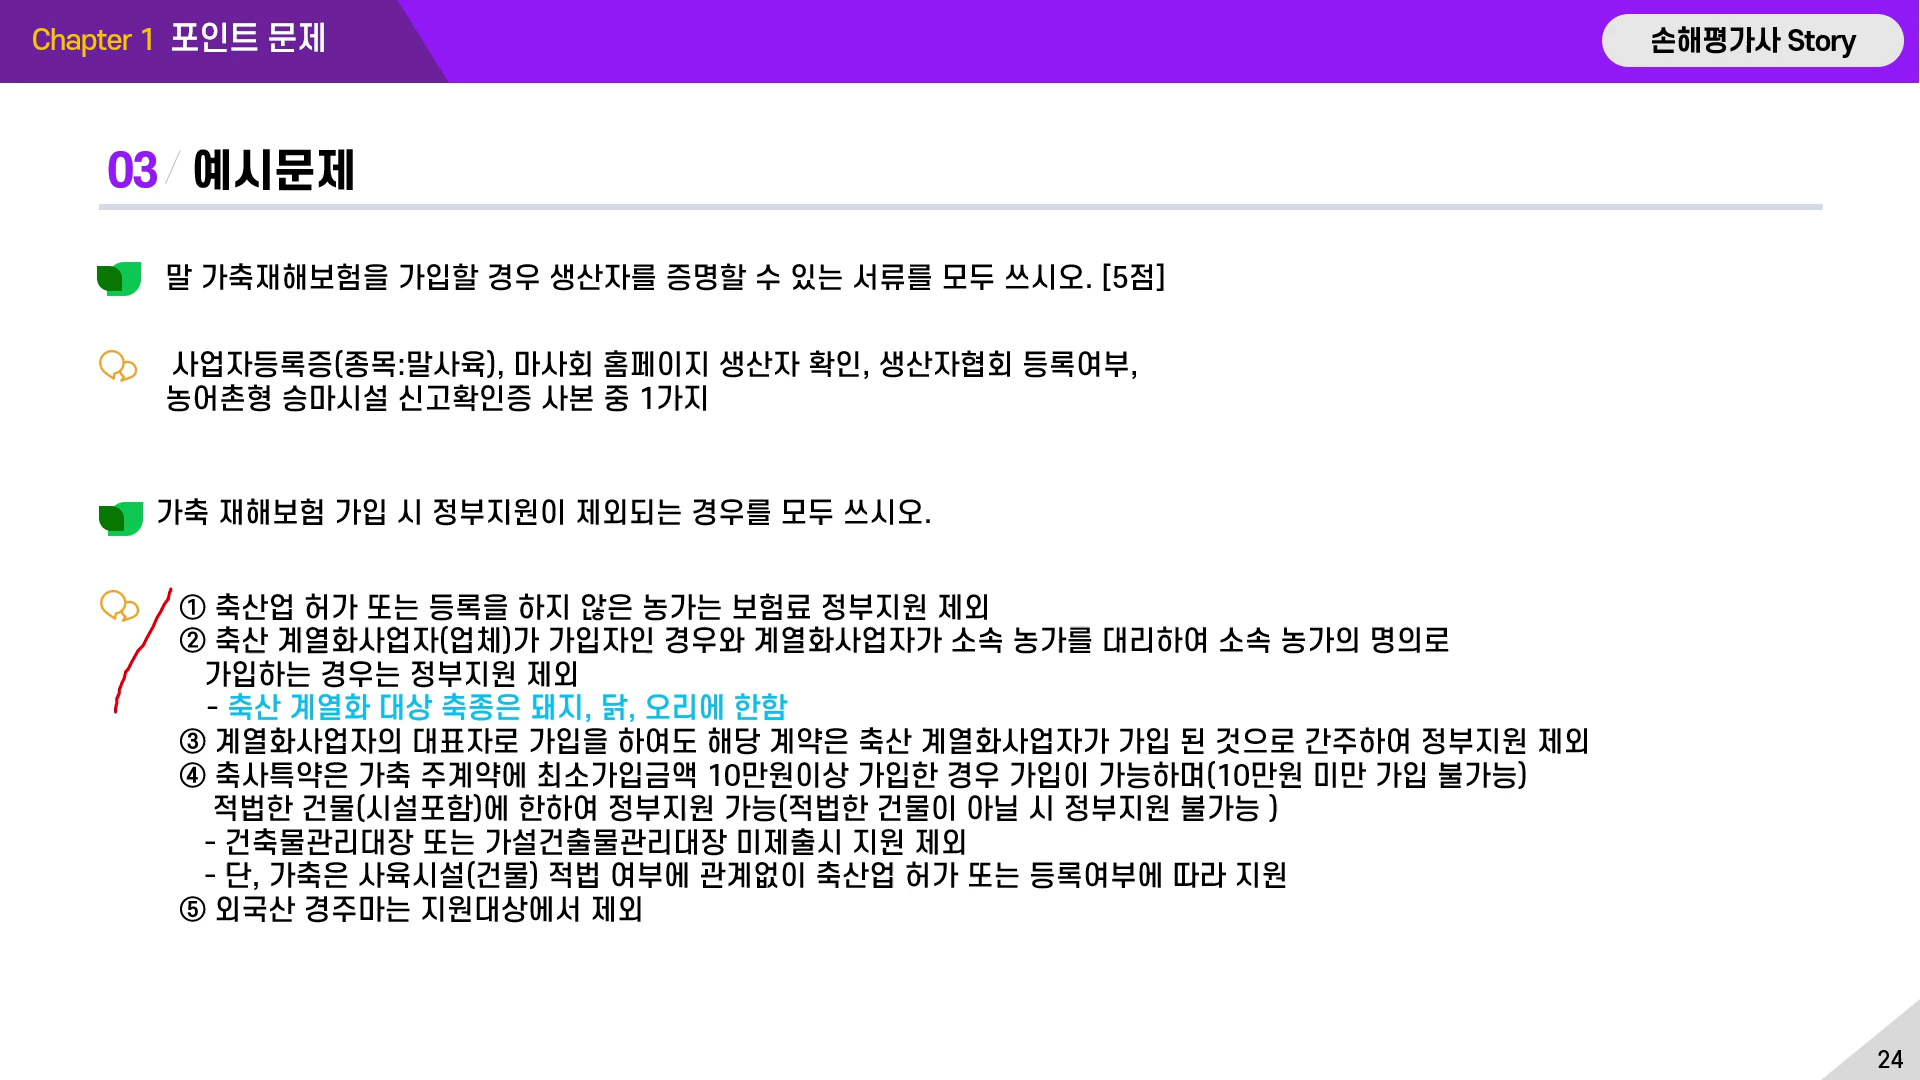 Chapter 1 포인트 문제
손해평가사 Story
03 / 예시문제
말 가축재해보험을 가입할 경우 생산자를 증명할 수 있는 서류를 모두 쓰시오. [5점]
사업자등록증(종목:말사육), 마사회 홈페이지 생산자 확인, 생산자협회 등록여부,
농어촌형 승마시설 신고확인증 사본 중 1가지
가축 재해보험 가입 시 정부지원이 제외되는 경우를 모두 쓰시오.
① 축산업 허가 또는 등록을 하지 않은 농가는 보험료 정부지원 제외
② 축산 계열화사업자(업체)가 가입자인 경우와 계열화사업자가 소속 농가를 대리하여 소속 농가의 명의로
가입하는 경우는 정부지원 제외
- 축산 계열화 대상 축종은 돼지, 닭, 오리에 한함
③ 계열화사업자의 대표자로 가입을 하여도 해당 계약은 축산 계열화사업자가 가입 된 것으로 간주하여 정부지원 제외
④ 축사특약은 가축 주계약에 최소가입금액 10만원이상 가입한 경우 가입이 가능하며(10만원 미만 가입 불가능)
적법한 건물(시설포함)에 한하여 정부지원 가능(적법한 건물이 아닐 시 정부지원 불가능 )
- 건축물관리대장 또는 가설건출물관리대장 미제출시 지원 제외
- 단, 가축은 사육시설(건물) 적법 여부에 관계없이 축산업 허가 또는 등록여부에 따라 지원
⑤ 외국산 경주마는 지원대상에서 제외
24